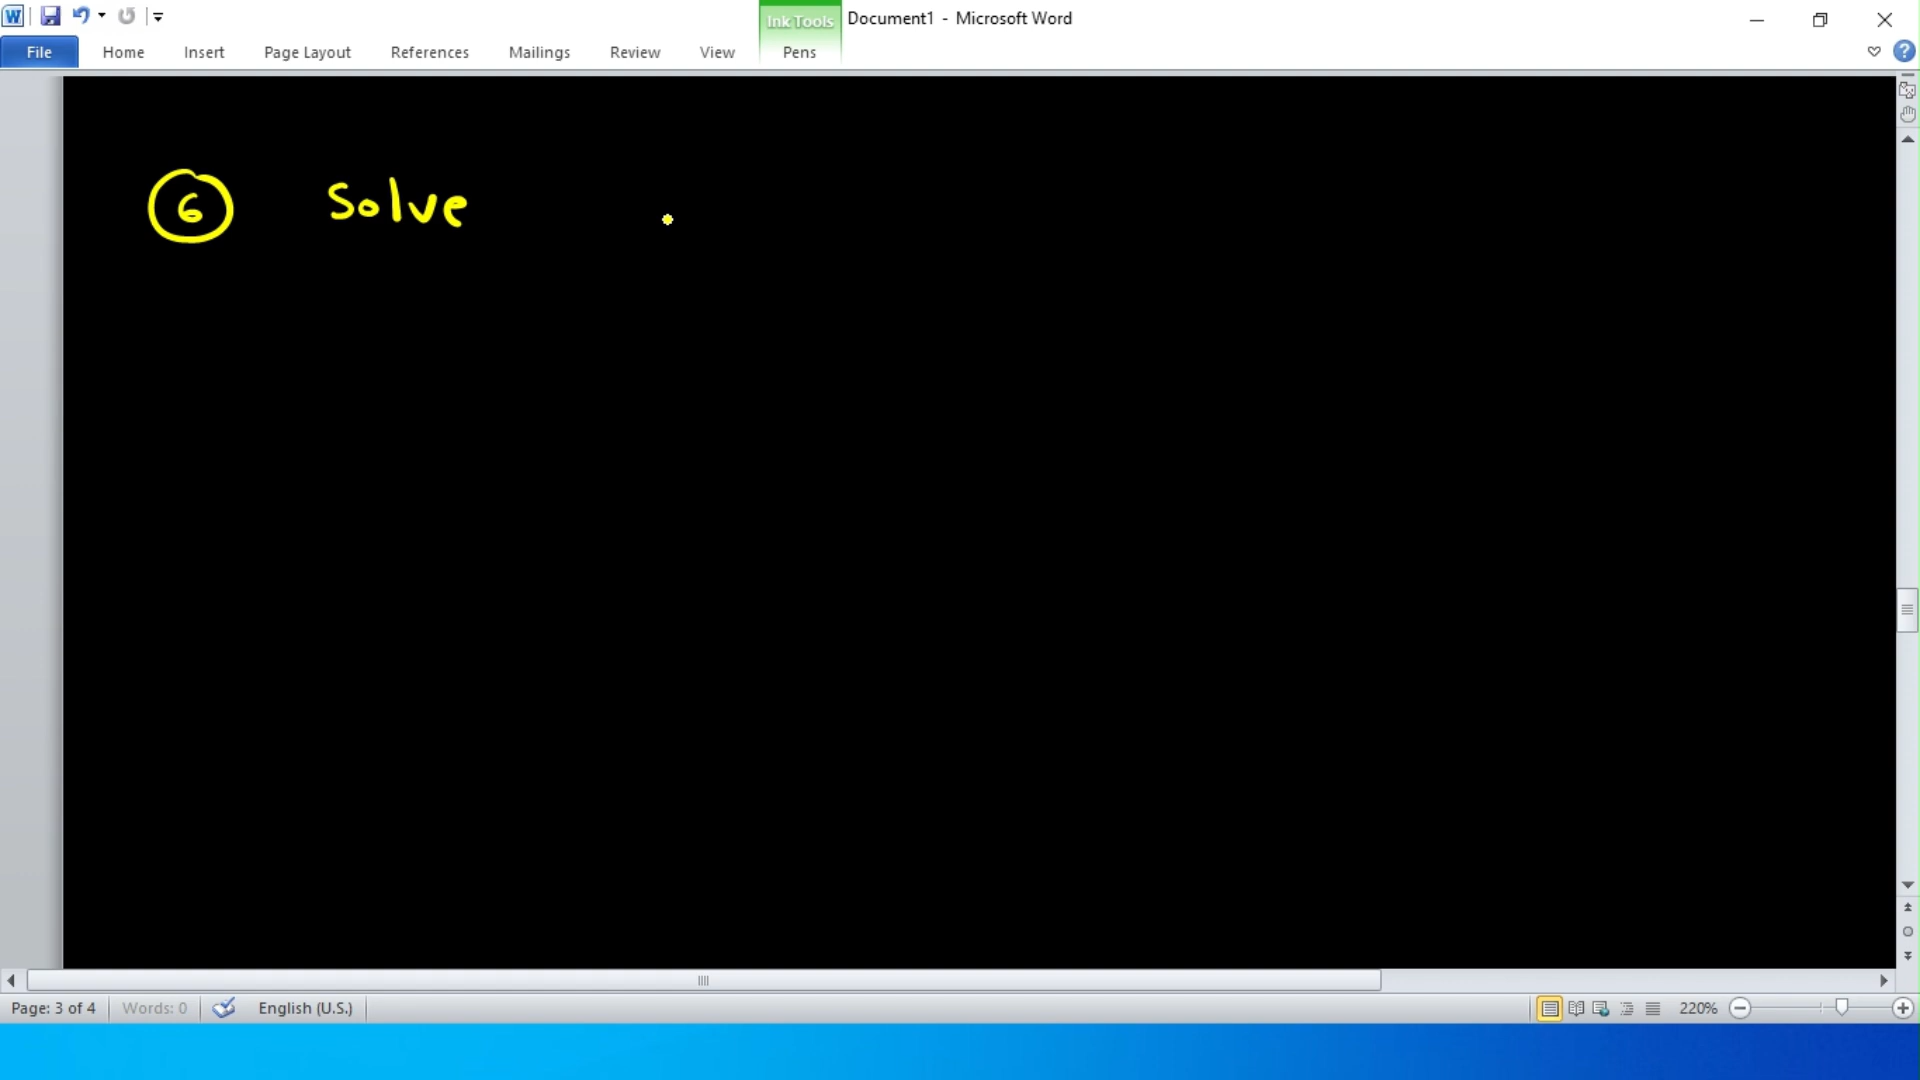 Ink Tools Document1 - Microsoft Word
File Home Insert Page Layout References Mailings Review View Pens
6 Solve
Page: 3 of 4 Words: 0 English (U.S.) 220%